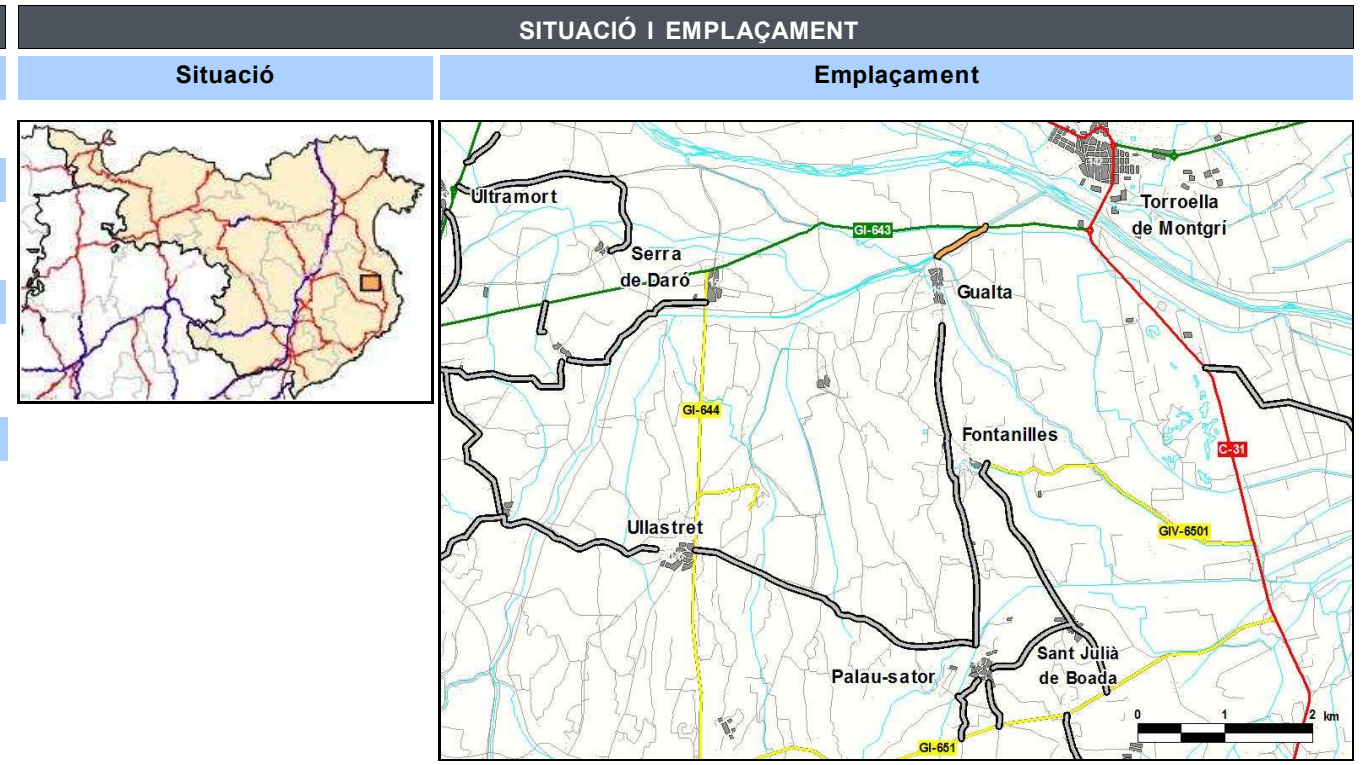 SITUACIÓ I EMPLAÇAMENT
Situació
Emplaçament
Ultramort
Torroella
de Montgrí
GI-643
Serra
de Daró
Gualta
GI-644
Fontanilles
C-31
Ullastret
GIV-6501
Sant Julià
de Boada
Palau-sator
0 1 2 km
GI-651